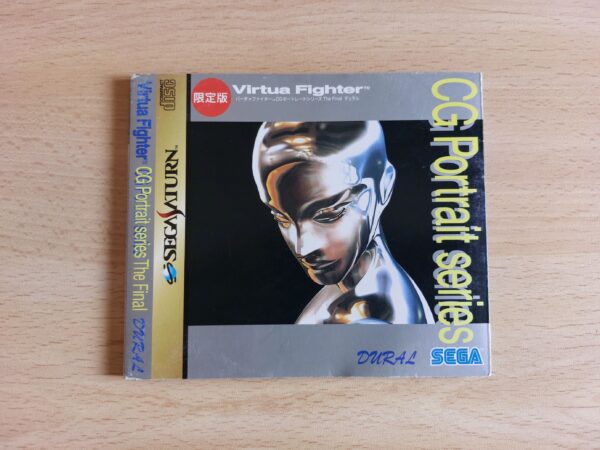 Virtua Fighter™ CG Portrait series The Final DURAL
SEGA SATURN
限定版
Virtua Fighter™
バーチャファイターCGポートレートシリーズ The Final デュラル
CG Portrait series
DURAL
SEGA